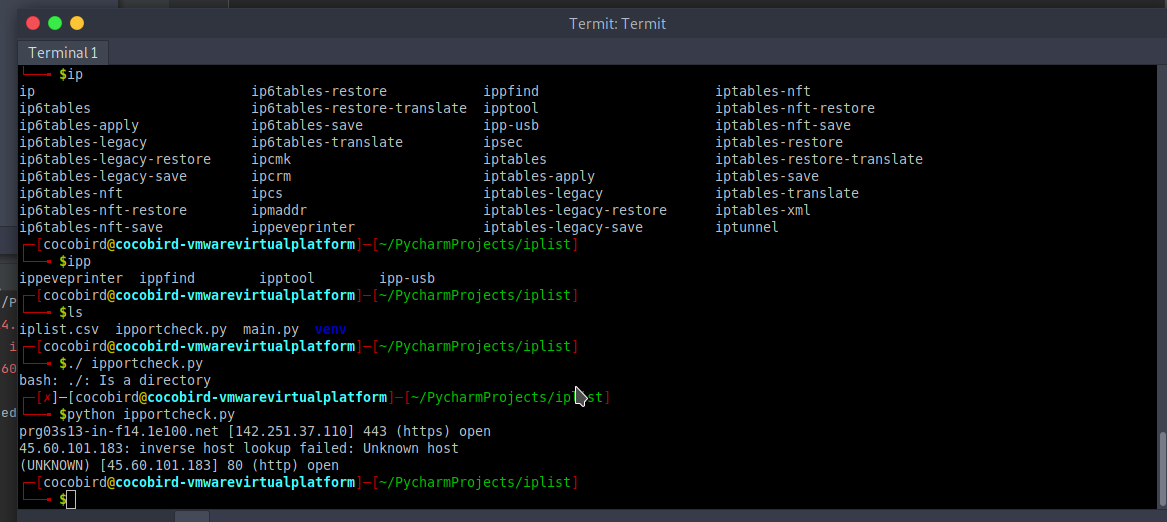 Termit: Termit
Terminal 1
$ip
ip ip6tables-restore ippfind iptables-nft
ip6tables ip6tables-restore-translate ipptool iptables-nft-restore
ip6tables-apply ip6tables-save ipp-usb iptables-nft-save
ip6tables-legacy ip6tables-translate ipsec iptables-restore
ip6tables-legacy-restore ipcmk iptables iptables-restore-translate
ip6tables-legacy-save ipcrm iptables-apply iptables-save
ip6tables-nft ipcs iptables-legacy iptables-translate
ip6tables-nft-restore ipmaddr iptables-legacy-restore iptables-xml
ip6tables-nft-save ippeveprinter iptables-legacy-save iptunnel
┌─[cocobird@cocobird-vmwarevirtualplatform]─[~/PycharmProjects/iplist]
└──╼ $ipp
ippeveprinter ippfind ipptool ipp-usb
┌─[cocobird@cocobird-vmwarevirtualplatform]─[~/PycharmProjects/iplist]
└──╼ $ls
iplist.csv ipportcheck.py main.py venv
┌─[cocobird@cocobird-vmwarevirtualplatform]─[~/PycharmProjects/iplist]
└──╼ $./ ipportcheck.py
bash: ./: Is a directory
┌─[✗]─[cocobird@cocobird-vmwarevirtualplatform]─[~/PycharmProjects/iplist]
└──╼ $python ipportcheck.py
prg03s13-in-f14.1e100.net [142.251.37.110] 443 (https) open
45.60.101.183: inverse host lookup failed: Unknown host
(UNKNOWN) [45.60.101.183] 80 (http) open
┌─[cocobird@cocobird-vmwarevirtualplatform]─[~/PycharmProjects/iplist]
└──╼ $
/P
4.
i
60
ed